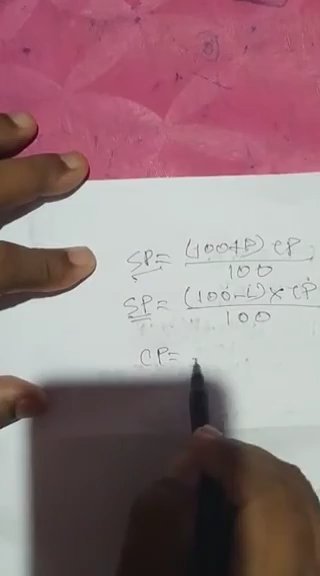 SP = (100+P) CP / 100
SP = (100-L) x CP / 100
CP =